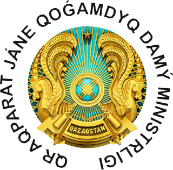 QR AQPARAT JÁNE QOǴAMDYQ DAMÝ MINISTRLIGI
QAZAQSTAN